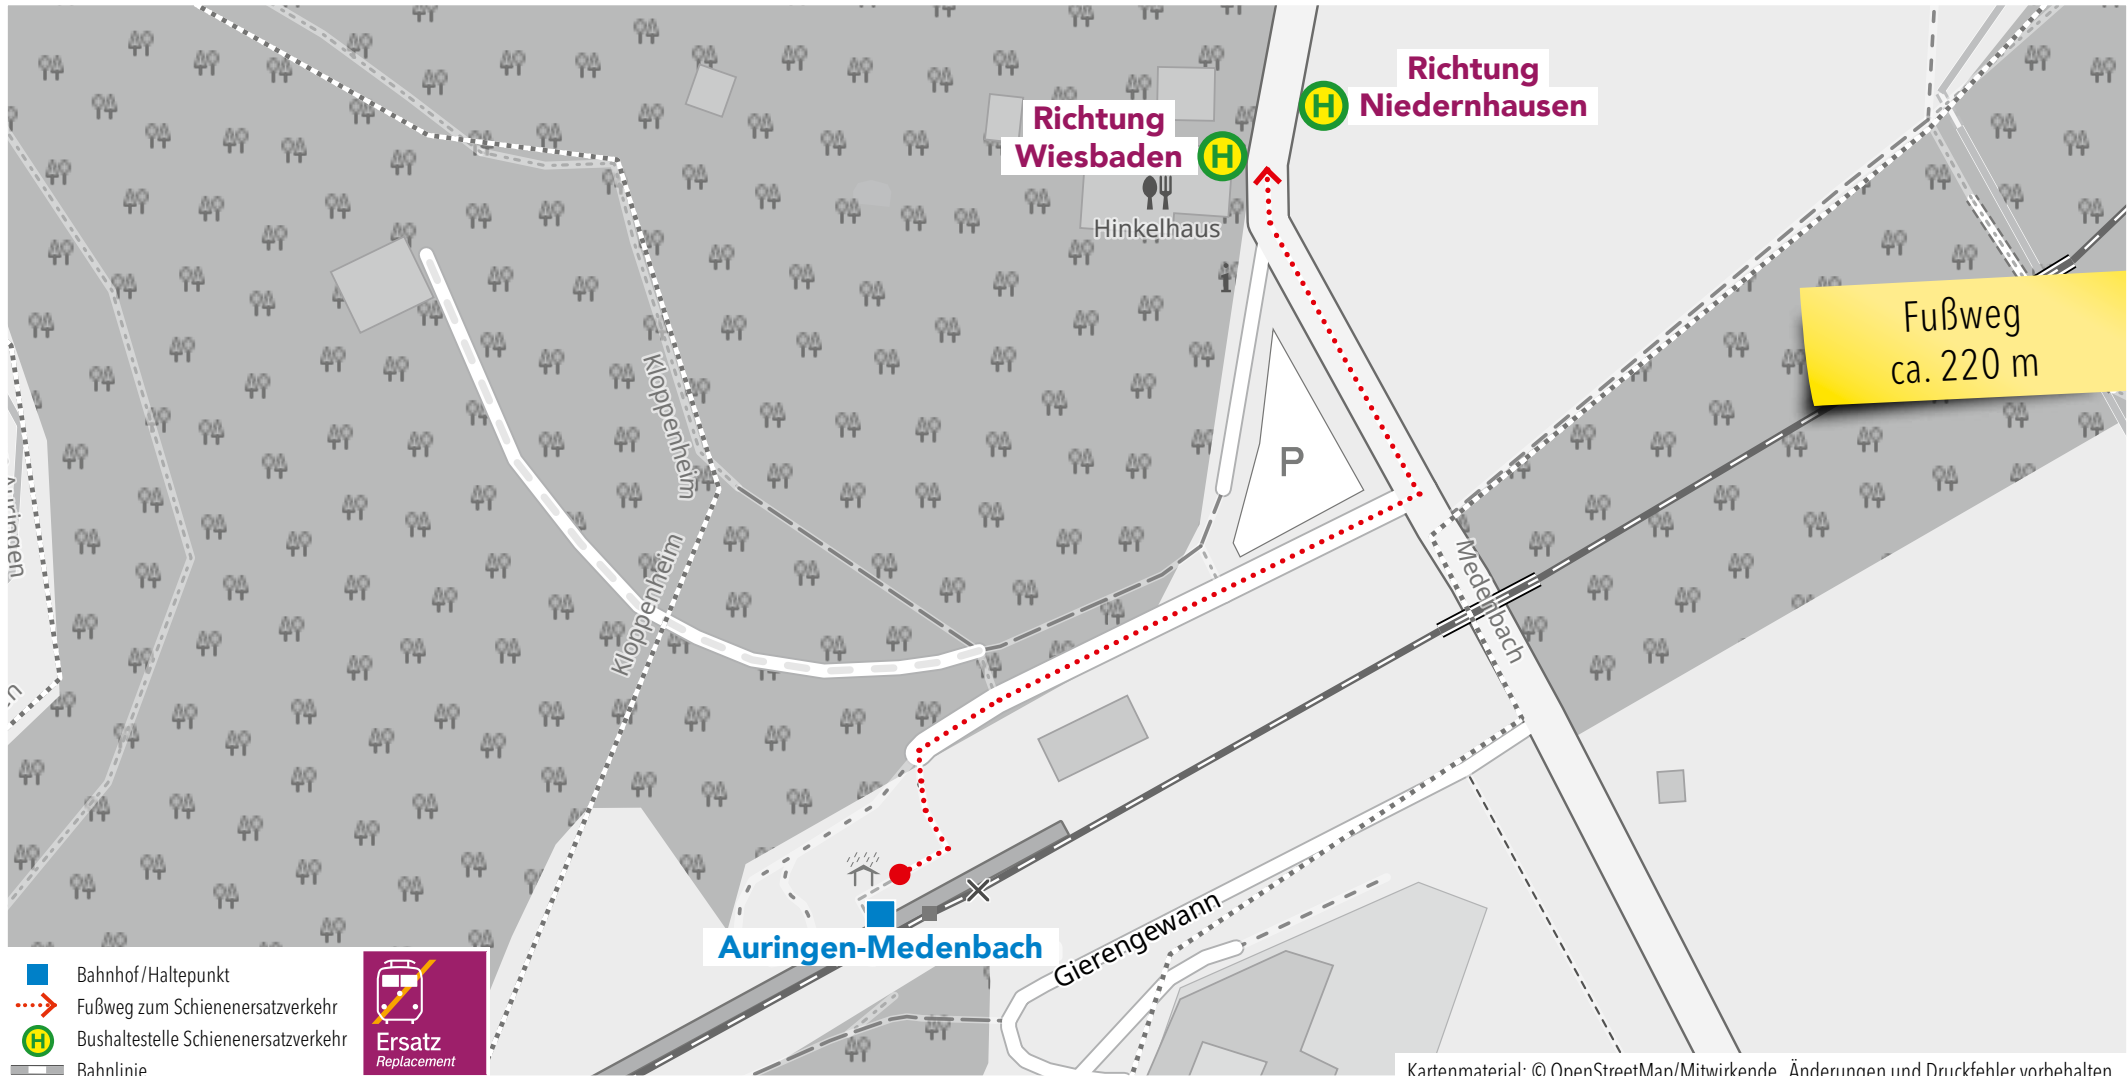 Richtung
Niedernhausen
H
Richtung
Wiesbaden
H
Hinkelhaus
Fußweg
ca. 220 m
Kloppenheim
Kloppenheim
P
Auringen
Medenbach
Auringen-Medenbach
Gierengewann
Bahnhof/Haltepunkt
Fußweg zum Schienenersatzverkehr
H
Bushaltestelle Schienenersatzverkehr
Bahnlinie
Ersatz
Replacement
Kartenmaterial: © OpenStreetMap/Mitwirkende, Änderungen und Druckfehler vorbehalten